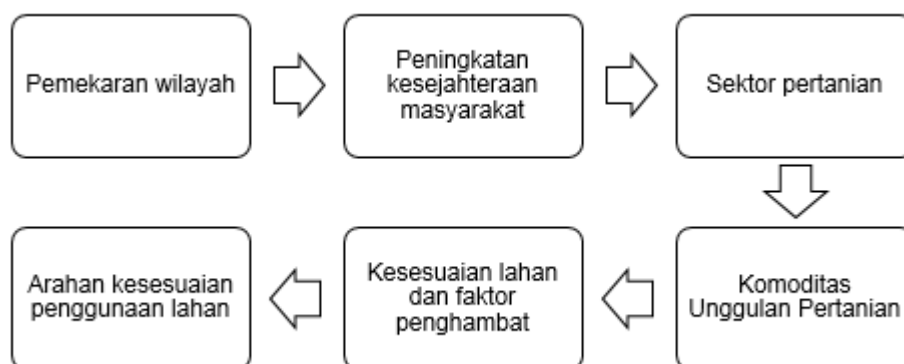 Pemekaran wilayah
Peningkatan
kesejahteraan
masyarakat
Sektor pertanian
Komoditas
Unggulan Pertanian
Kesesuaian lahan
dan faktor
penghambat
Arahan kesesuaian
penggunaan lahan